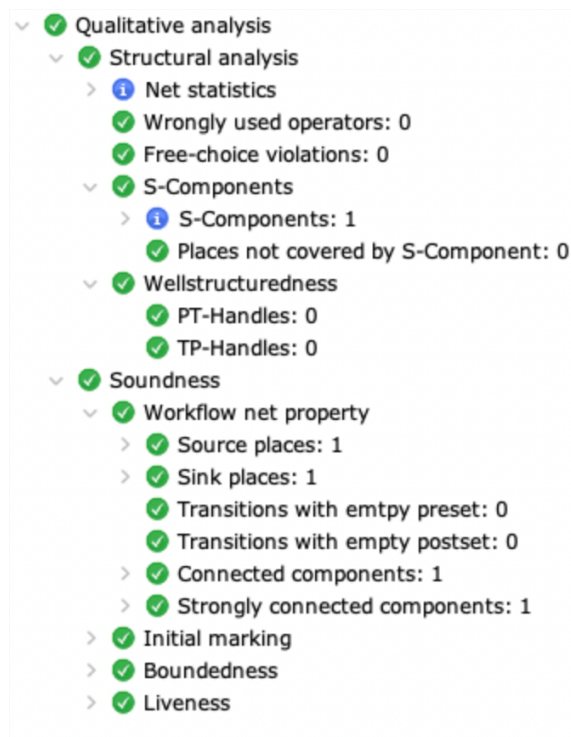 Qualitative analysis
Structural analysis
Net statistics
Wrongly used operators: 0
Free-choice violations: 0
S-Components
S-Components: 1
Places not covered by S-Component: 0
Wellstructuredness
PT-Handles: 0
TP-Handles: 0
Soundness
Workflow net property
Source places: 1
Sink places: 1
Transitions with emtpy preset: 0
Transitions with empty postset: 0
Connected components: 1
Strongly connected components: 1
Initial marking
Boundedness
Liveness